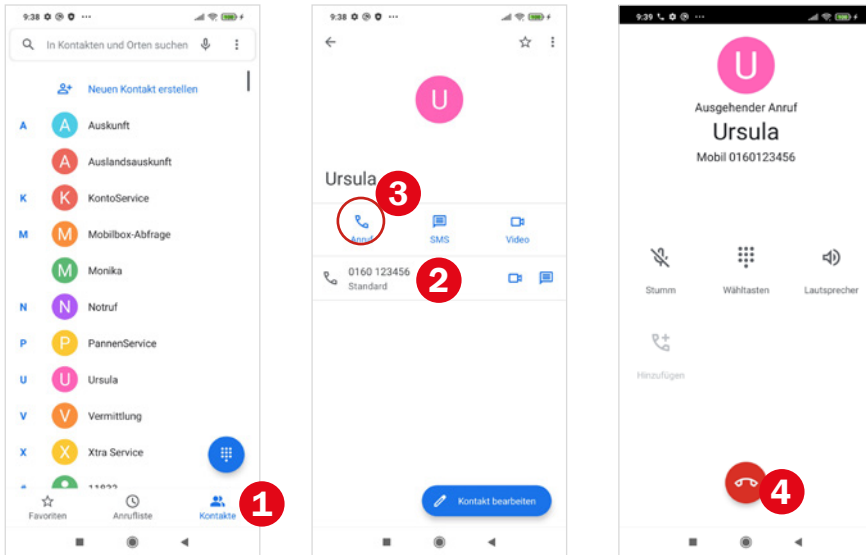 9:38
In Kontakten und Orten suchen
Neuen Kontakt erstellen
A
A
Auskunft
A
Auslandsauskunft
K
K
KontoService
M
M
Mobilbox-Abfrage
M
Monika
N
N
Notruf
P
P
PannenService
U
U
Ursula
V
V
Vermittlung
X
X
Xtra Service
Favoriten
Anrufliste
Kontakte
1
9:38
U
Ursula
3
Anruf
SMS
Video
0160 123456
Standard
2
Kontakt bearbeiten
9:39
U
Ausgehender Anruf
Ursula
Mobil 0160123456
Stumm
Wähltasten
Lautsprecher
Hinzufügen
4